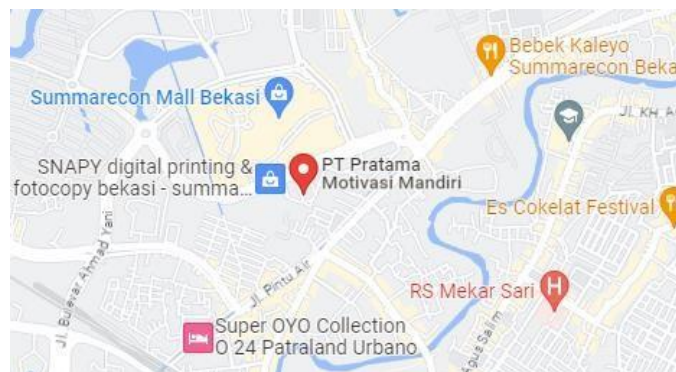 Bebek Kaleyo
Summarecon Beka
Summarecon Mall Bekasi
JL. KH. A
SNAPY digital printing &
fotocopy bekasi - summa...
PT Pratama
Motivasi Mandiri
Es Cokelat Festival
Jl. Bulevar Ahmad Yani
Jl. Pintu Air
RS Mekar Sari
H
Agus Salim
Super OYO Collection
O 24 Patraland Urbano